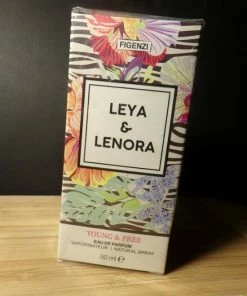 FIGENZI
LEYA
&
LENORA
YOUNG & FREE
EAU DE PARFUM
VAPORISATEUR / NATURAL SPRAY
50 ml ℮